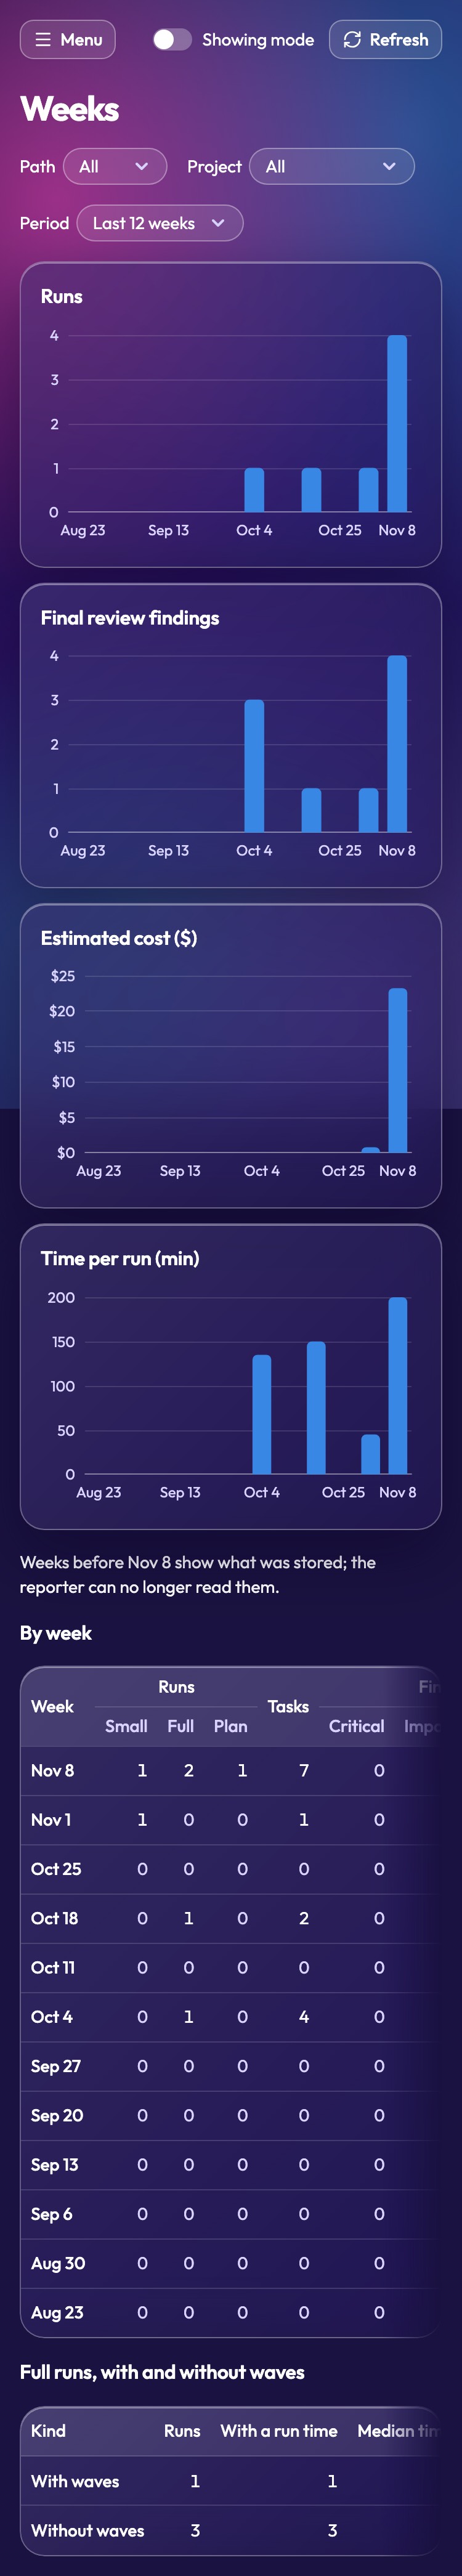 Menu Showing mode Refresh
Weeks
Path All Project All
Period Last 12 weeks
Runs
4
3
2
1
0
Aug 23 Sep 13 Oct 4 Oct 25 Nov 8
Final review findings
4
3
2
1
0
Aug 23 Sep 13 Oct 4 Oct 25 Nov 8
Estimated cost ($)
$25
$20
$15
$10
$5
$0
Aug 23 Sep 13 Oct 4 Oct 25 Nov 8
Time per run (min)
200
150
100
50
0
Aug 23 Sep 13 Oct 4 Oct 25 Nov 8
Weeks before Nov 8 show what was stored; the
reporter can no longer read them.
By week
Runs Fin
Week Tasks
Small Full Plan Critical Impo
Nov 8 1 2 1 7 0
Nov 1 1 0 0 1 0
Oct 25 0 0 0 0 0
Oct 18 0 1 0 2 0
Oct 11 0 0 0 0 0
Oct 4 0 1 0 4 0
Sep 27 0 0 0 0 0
Sep 20 0 0 0 0 0
Sep 13 0 0 0 0 0
Sep 6 0 0 0 0 0
Aug 30 0 0 0 0 0
Aug 23 0 0 0 0 0
Full runs, with and without waves
Kind Runs With a run time Median tim
With waves 1 1
Without waves 3 3